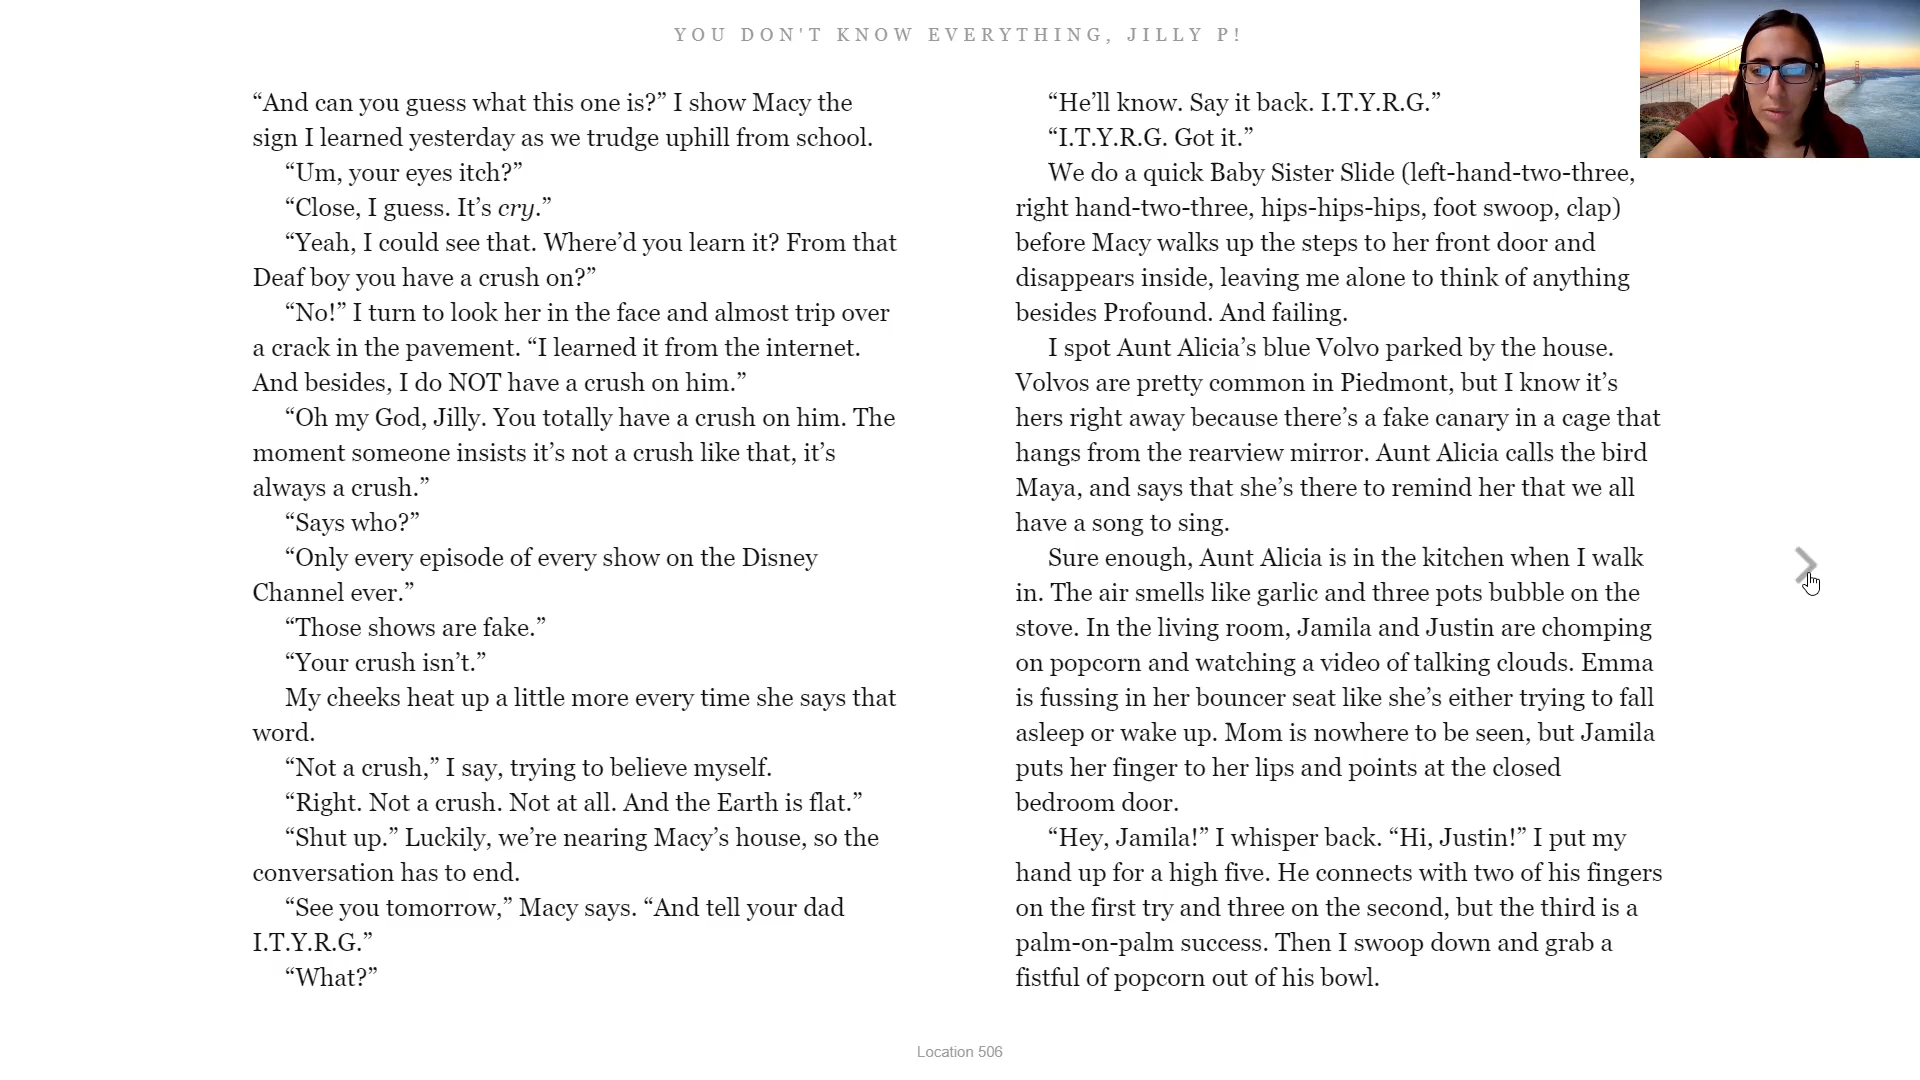 YOU DON'T KNOW EVERYTHING, JILLY P!
“And can you guess what this one is?” I show Macy the
sign I learned yesterday as we trudge uphill from school.
“Um, your eyes itch?”
“Close, I guess. It’s cry.”
“Yeah, I could see that. Where’d you learn it? From that
Deaf boy you have a crush on?”
“No!” I turn to look her in the face and almost trip over
a crack in the pavement. “I learned it from the internet.
And besides, I do NOT have a crush on him.”
“Oh my God, Jilly. You totally have a crush on him. The
moment someone insists it’s not a crush like that, it’s
always a crush.”
“Says who?”
“Only every episode of every show on the Disney
Channel ever.”
“Those shows are fake.”
“Your crush isn’t.”
My cheeks heat up a little more every time she says that
word.
“Not a crush,” I say, trying to believe myself.
“Right. Not a crush. Not at all. And the Earth is flat.”
“Shut up.” Luckily, we’re nearing Macy’s house, so the
conversation has to end.
“See you tomorrow,” Macy says. “And tell your dad
I.T.Y.R.G.”
“What?”
“He’ll know. Say it back. I.T.Y.R.G.”
“I.T.Y.R.G. Got it.”
We do a quick Baby Sister Slide (left-hand-two-three,
right hand-two-three, hips-hips-hips, foot swoop, clap)
before Macy walks up the steps to her front door and
disappears inside, leaving me alone to think of anything
besides Profound. And failing.
I spot Aunt Alicia’s blue Volvo parked by the house.
Volvos are pretty common in Piedmont, but I know it’s
hers right away because there’s a fake canary in a cage that
hangs from the rearview mirror. Aunt Alicia calls the bird
Maya, and says that she’s there to remind her that we all
have a song to sing.
Sure enough, Aunt Alicia is in the kitchen when I walk
in. The air smells like garlic and three pots bubble on the
stove. In the living room, Jamila and Justin are chomping
on popcorn and watching a video of talking clouds. Emma
is fussing in her bouncer seat like she’s either trying to fall
asleep or wake up. Mom is nowhere to be seen, but Jamila
puts her finger to her lips and points at the closed
bedroom door.
“Hey, Jamila!” I whisper back. “Hi, Justin!” I put my
hand up for a high five. He connects with two of his fingers
on the first try and three on the second, but the third is a
palm-on-palm success. Then I swoop down and grab a
fistful of popcorn out of his bowl.
Location 506